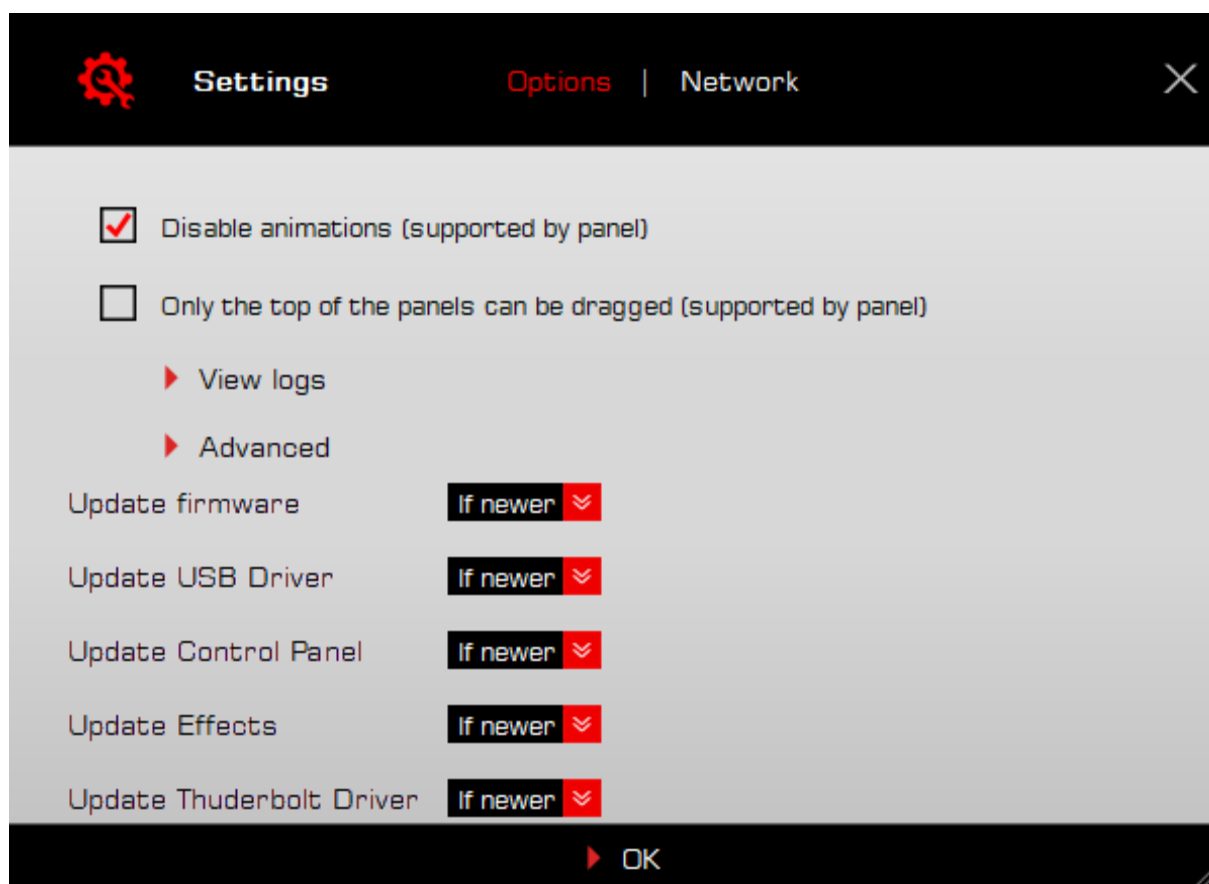 Settings Options | Network
Disable animations (supported by panel)
Only the top of the panels can be dragged (supported by panel)
View logs
Advanced
Update firmware If newer
Update USB Driver If newer
Update Control Panel If newer
Update Effects If newer
Update Thuderbolt Driver If newer
OK